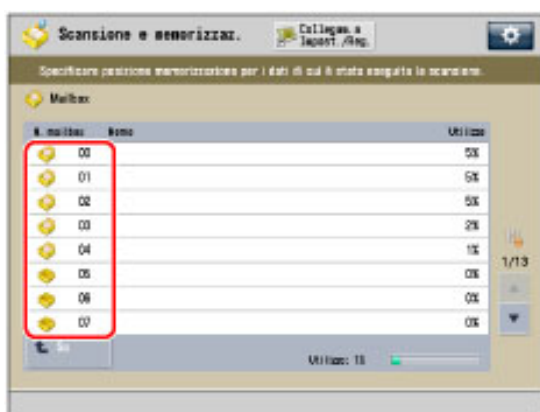 Scansione e memorizzaz.
Collegam. a
Impost./Reg.
Specificare posizione memorizzazione per i dati di cui è stata eseguita la scansione.
Mailbox
N. mailbox Nome Utilizzo
00 5%
01 5%
02 5%
03 2%
04 1%
05 0%
06 0%
07 0%
1/13
Su
Utilizzo: 1%